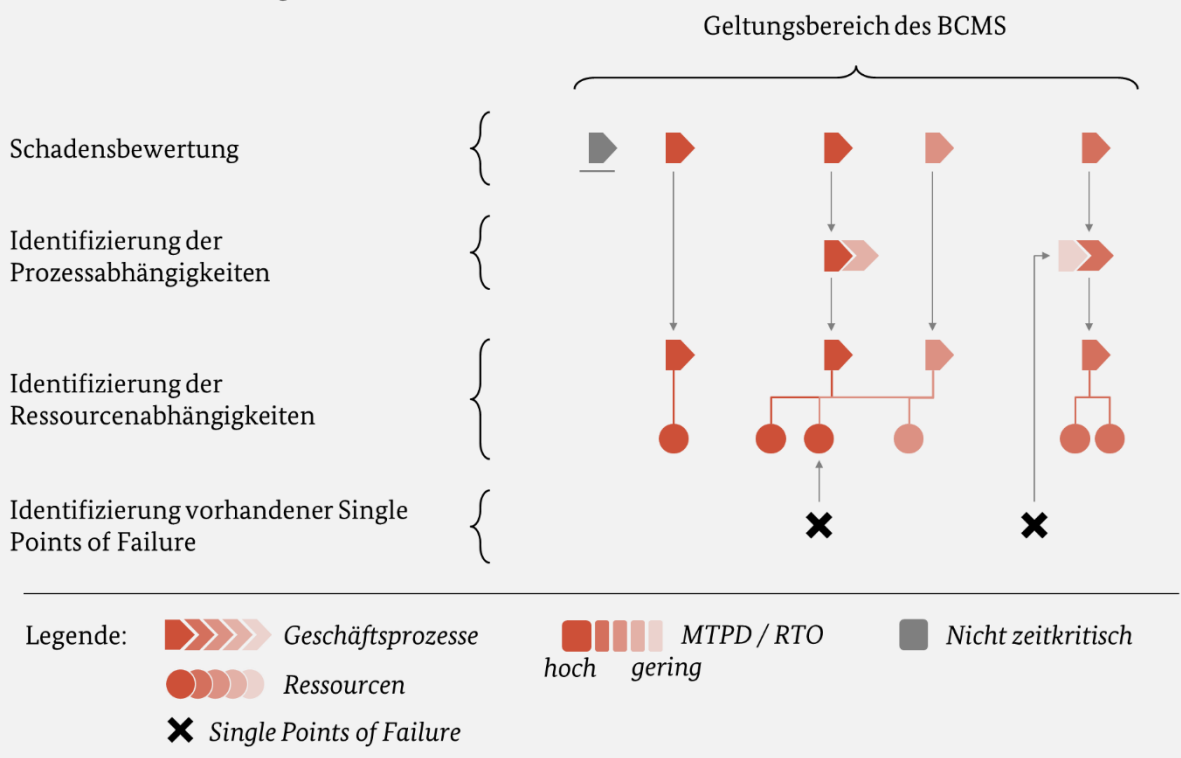 Geltungsbereich des BCMS
Schadensbewertung
Identifizierung der
Prozessabhängigkeiten
Identifizierung der
Ressourcenabhängigkeiten
Identifizierung vorhandener Single
Points of Failure
Legende:
Geschäftsprozesse
MTPD / RTO
Nicht zeitkritisch
hoch
gering
Ressourcen
Single Points of Failure